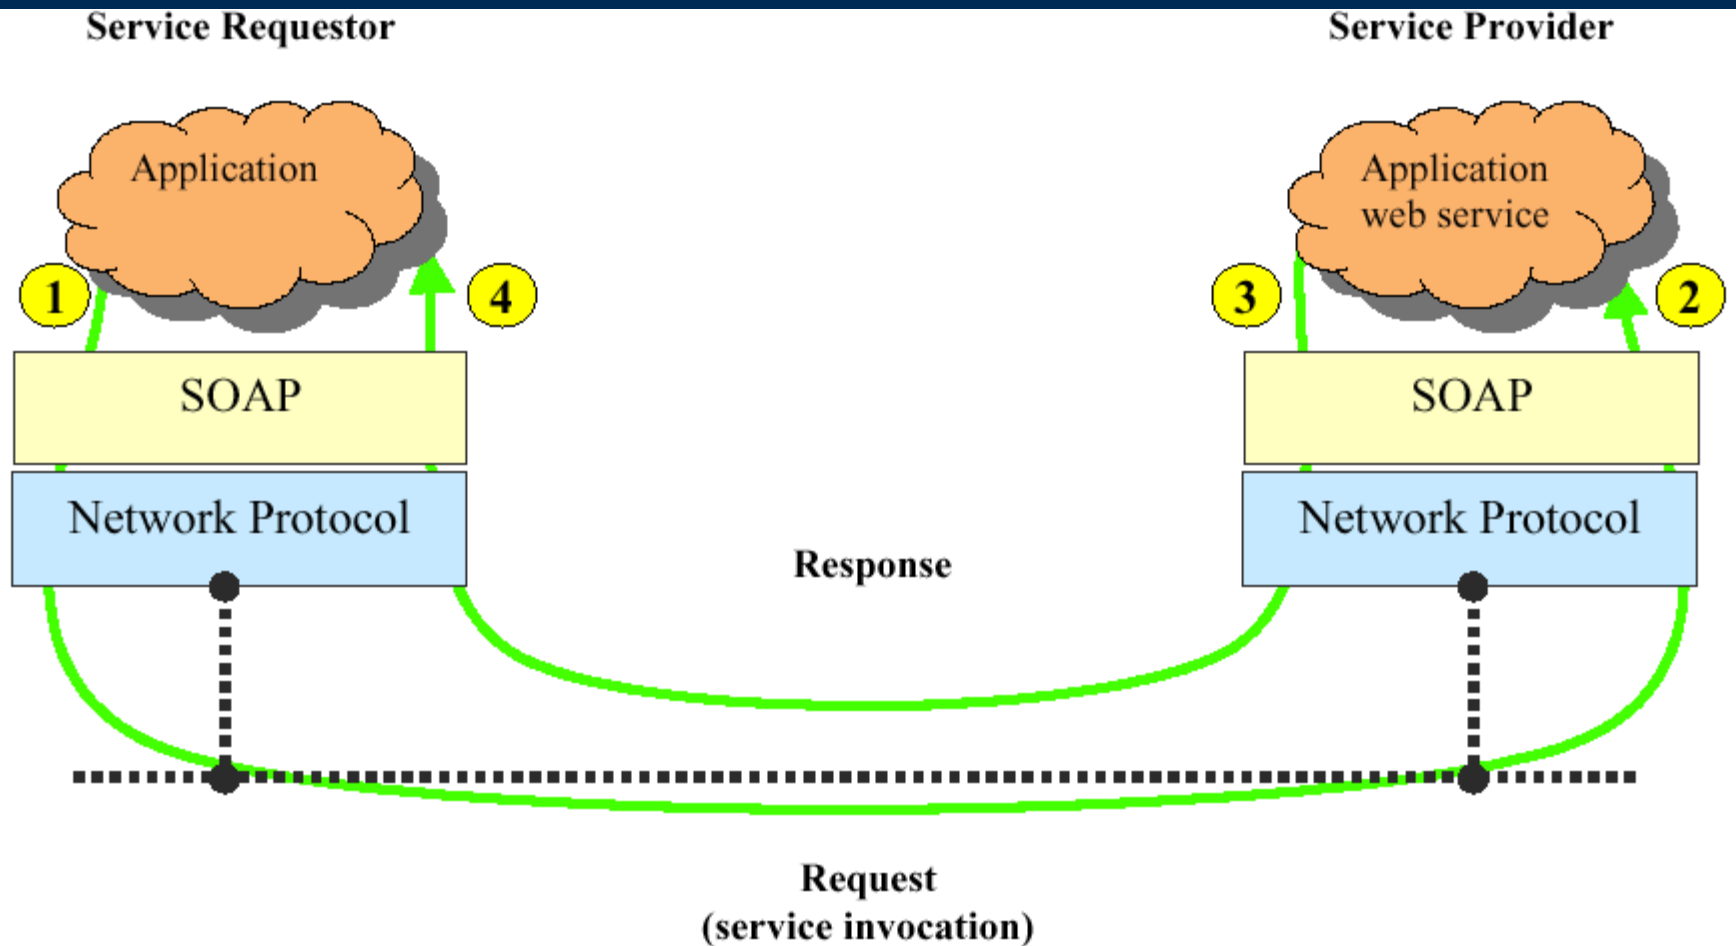 Service Requestor
Service Provider
Application
Application
web service
1
4
3
2
SOAP
SOAP
Network Protocol
Network Protocol
Response
Request
(service invocation)